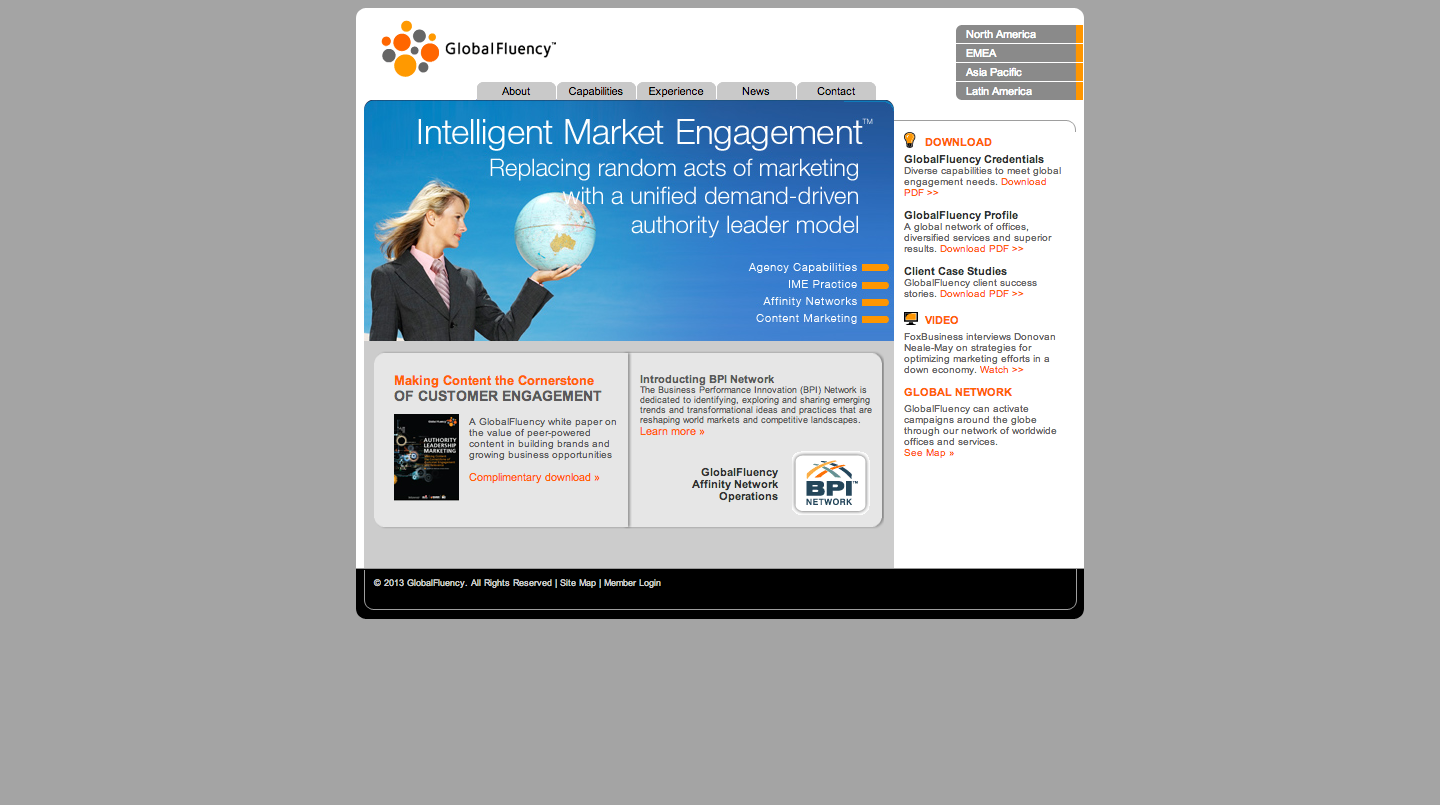 GlobalFluency™
North America
EMEA
Asia Pacific
Latin America
About
Capabilities
Experience
News
Contact
Intelligent Market Engagement™
Replacing random acts of marketing
with a unified demand-driven
authority leader model
Agency Capabilities
IME Practice
Affinity Networks
Content Marketing
DOWNLOAD
GlobalFluency Credentials
Diverse capabilities to meet global
engagement needs. Download
PDF >>
GlobalFluency Profile
A global network of offices,
diversified services and superior
results. Download PDF >>
Client Case Studies
GlobalFluency client success
stories. Download PDF >>
VIDEO
FoxBusiness interviews Donovan
Neale-May on strategies for
optimizing marketing efforts in a
down economy. Watch >>
GLOBAL NETWORK
GlobalFluency can activate
campaigns around the globe
through our network of worldwide
offices and services.
See Map »
Making Content the Cornerstone
OF CUSTOMER ENGAGEMENT
AUTHORITY
LEADERSHIP
MARKETING
A GlobalFluency white paper on
the value of peer-powered
content in building brands and
growing business opportunities
Complimentary download »
Introducting BPI Network
The Business Performance Innovation (BPI) Network is
dedicated to identifying, exploring and sharing emerging
trends and transformational ideas and practices that are
reshaping world markets and competitive landscapes.
Learn more »
GlobalFluency
Affinity Network
Operations
BPI™
NETWORK
© 2013 GlobalFluency. All Rights Reserved | Site Map | Member Login